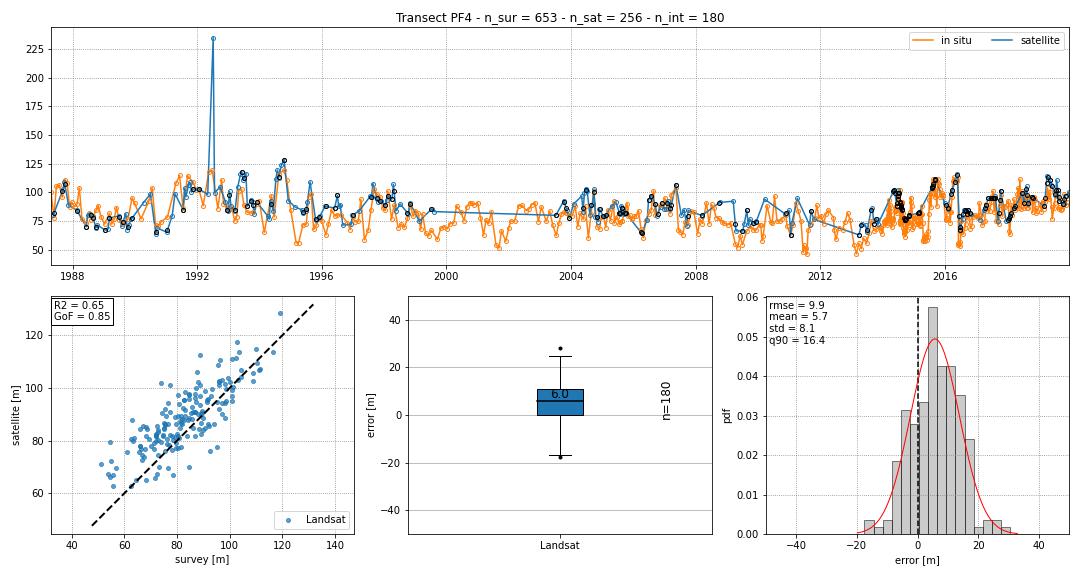 Transect PF4 - n_sur = 653 - n_sat = 256 - n_int = 180
in situ satellite
225
200
175
150
125
100
75
50
1988 1992 1996 2000 2004 2008 2012 2016
R2 = 0.65
GoF = 0.85
120
100
80
60
satellite [m]
40 60 80 100 120 140
survey [m]
Landsat
40
20
0
−20
−40
error [m]
6.0
n=180
Landsat
rmse = 9.9
mean = 5.7
std = 8.1
q90 = 16.4
0.06
0.05
0.04
0.03
0.02
0.01
0.00
pdf
−40 −20 0 20 40
error [m]